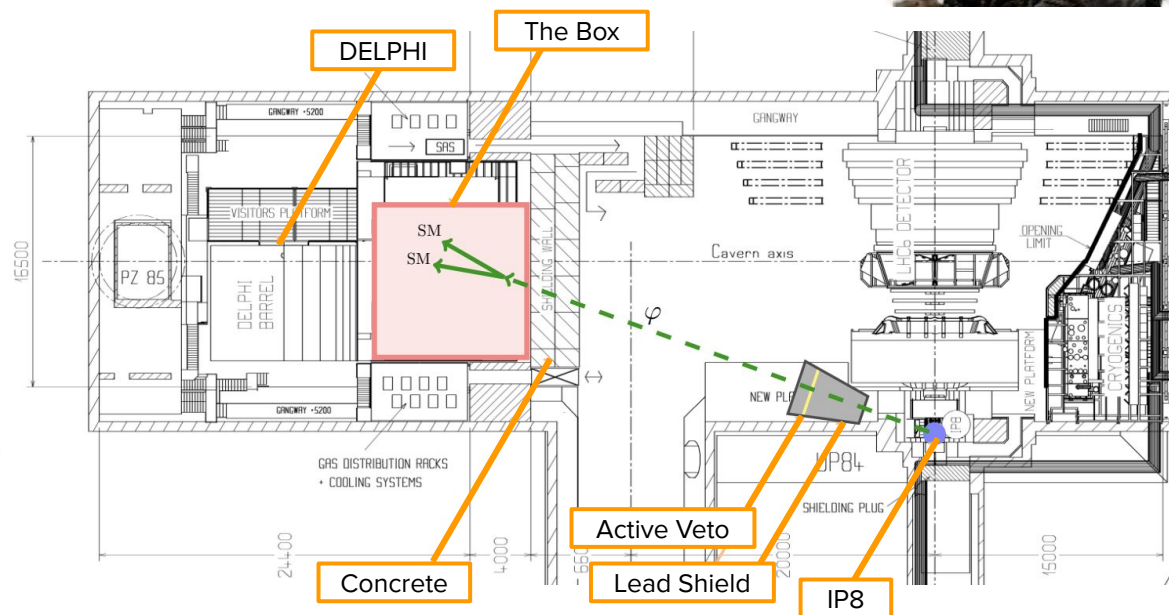 The Box
DELPHI
GANGWAY +5200
SAS
GANGWAY
VISITORS PLATFORM
SM
SM
PZ 85
DELPHI
BARREL
SHIELDING WALL
Cavern axis
LHCb DETECTOR
OPENING
LIMIT
CRYOGENICS
NEW PLATFORM
16500
φ
NEW PLA
IP8
GANGWAY +5200
GAS DISTRIBUTION RACKS
+ COOLING SYSTEMS
UP84
SHIELDING PLUG
Active Veto
24400
4000
20000
15000
Concrete
Lead Shield
IP8